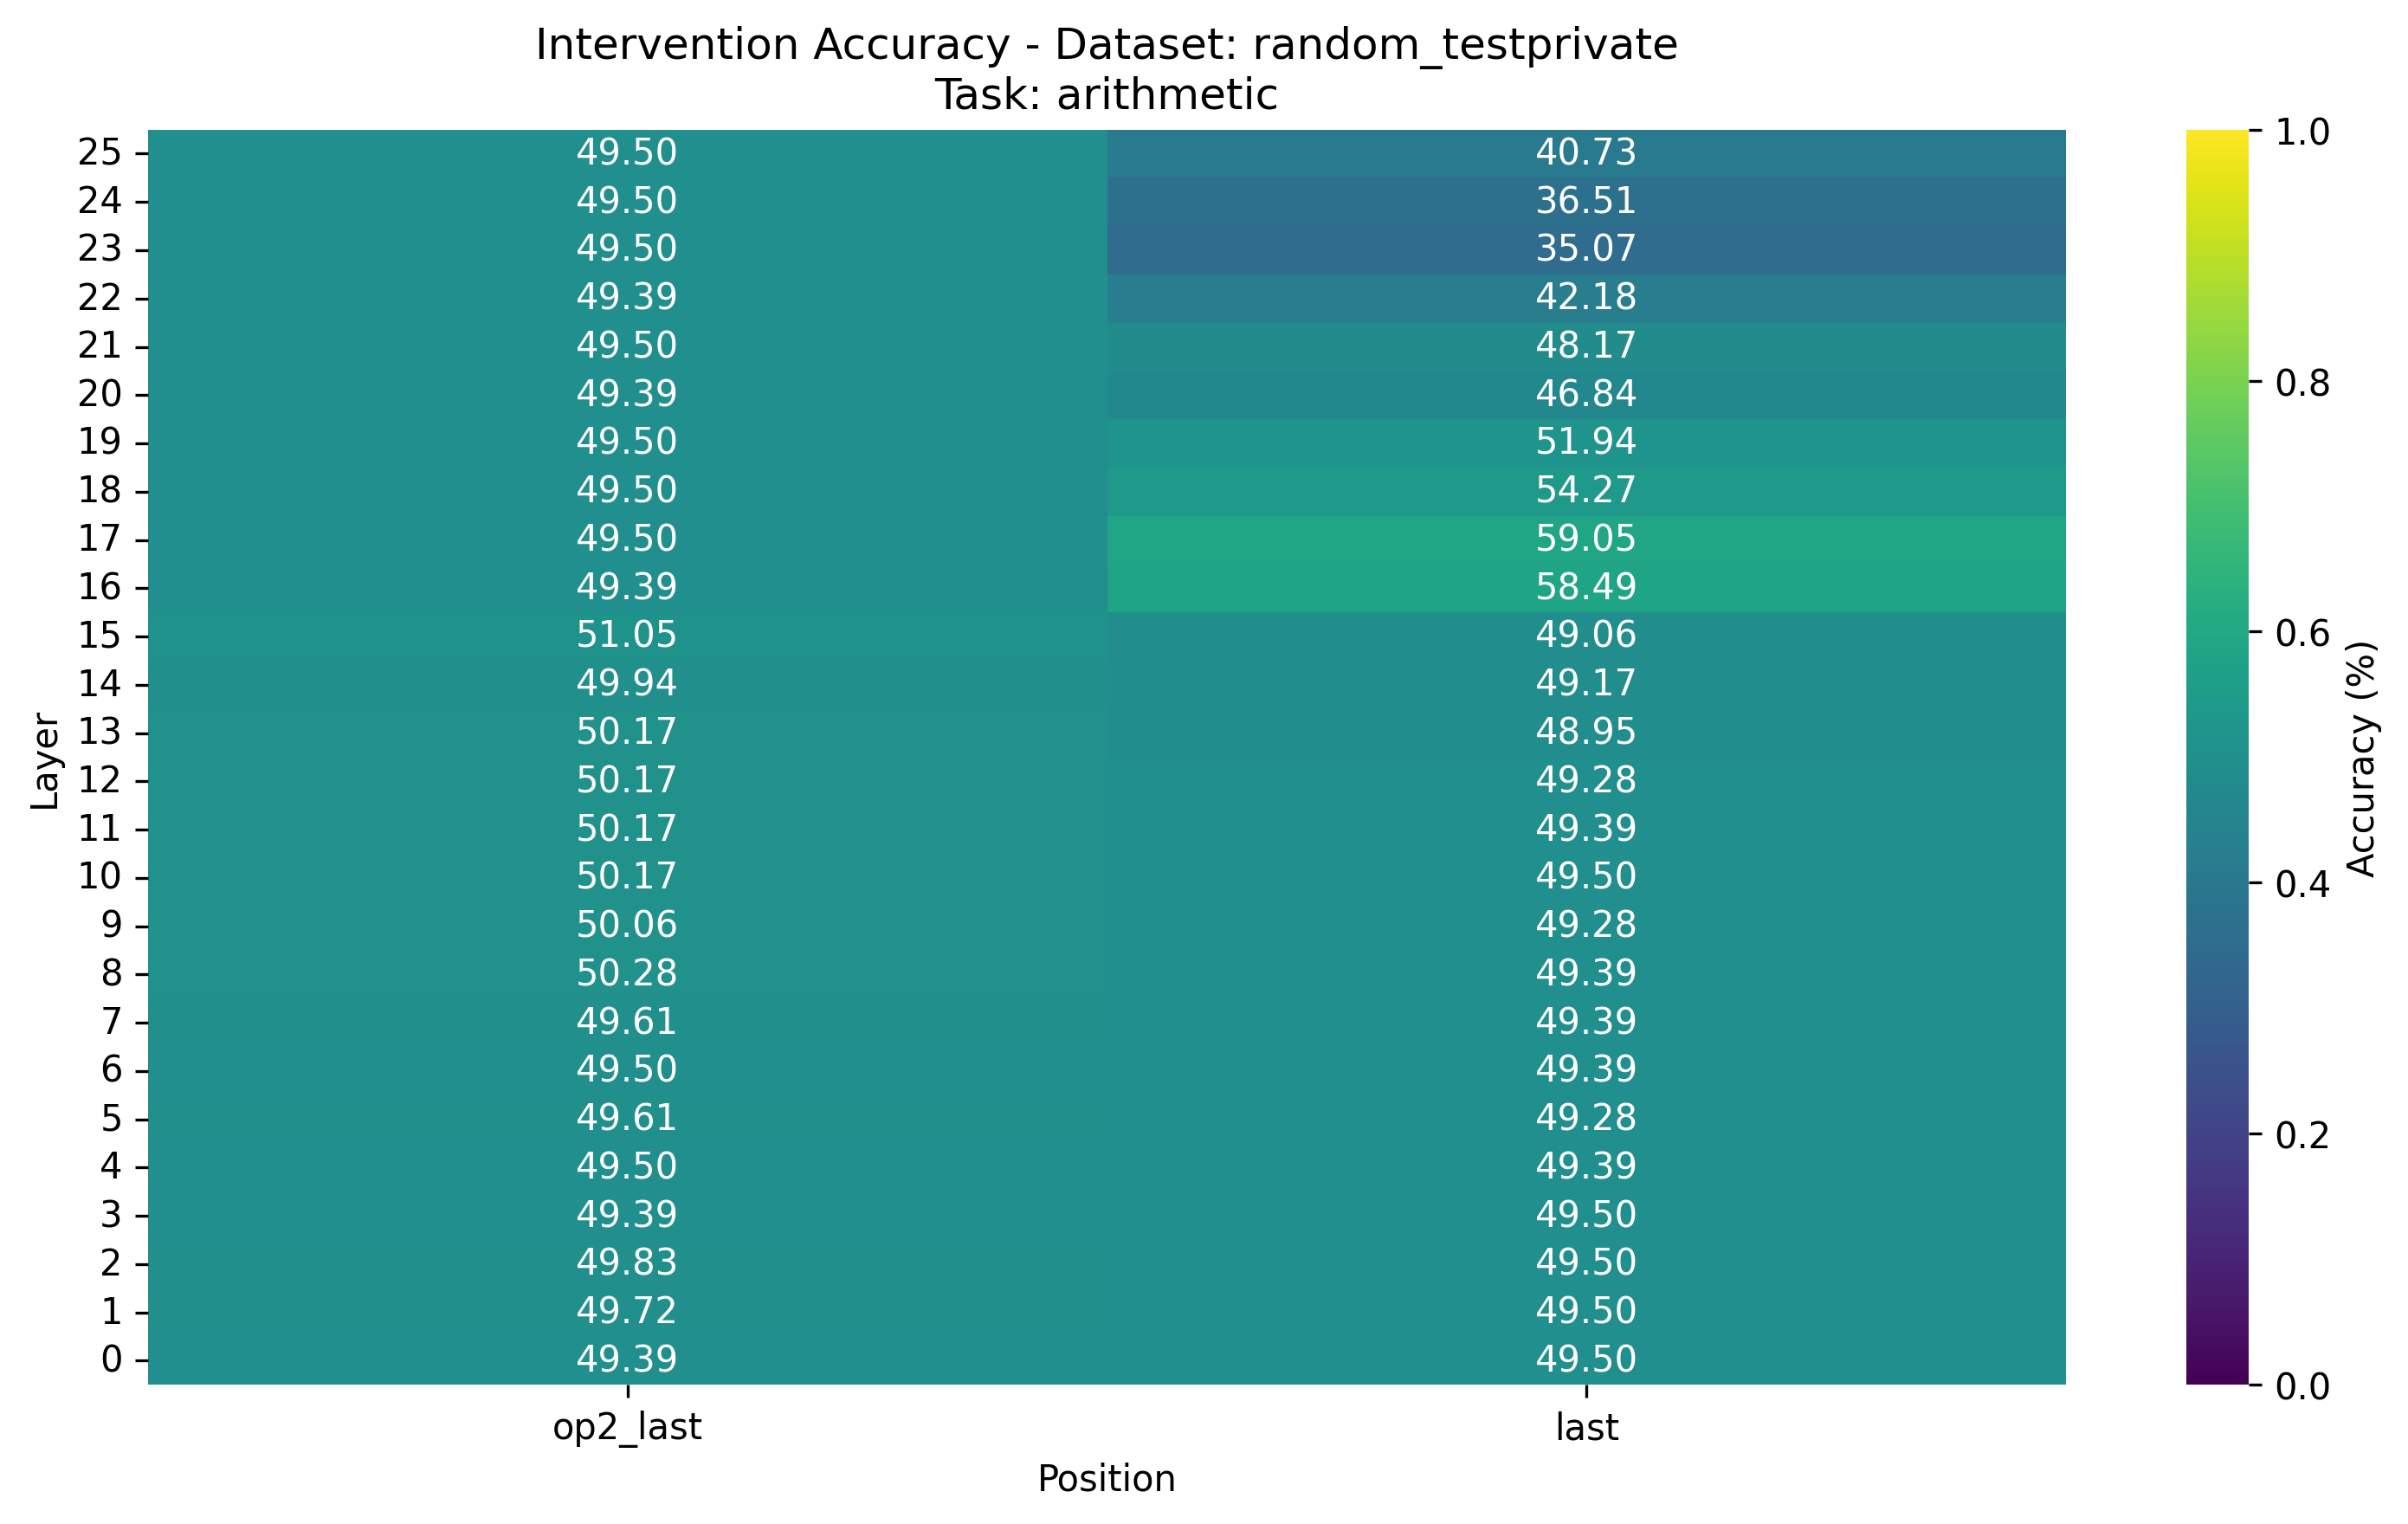 Intervention Accuracy - Dataset: random_testprivate
Task: arithmetic
25 49.50 40.73
24 49.50 36.51
23 49.50 35.07
22 49.39 42.18
21 49.50 48.17
20 49.39 46.84
19 49.50 51.94
18 49.50 54.27
17 49.50 59.05
16 49.39 58.49
15 51.05 49.06
14 49.94 49.17
13 50.17 48.95
12 50.17 49.28
11 50.17 49.39
10 50.17 49.50
9 50.06 49.28
8 50.28 49.39
7 49.61 49.39
6 49.50 49.39
5 49.61 49.28
4 49.50 49.39
3 49.39 49.50
2 49.83 49.50
1 49.72 49.50
0 49.39 49.50
op2_last last
Position
Layer
1.0
0.8
0.6
0.4
0.2
0.0
Accuracy (%)